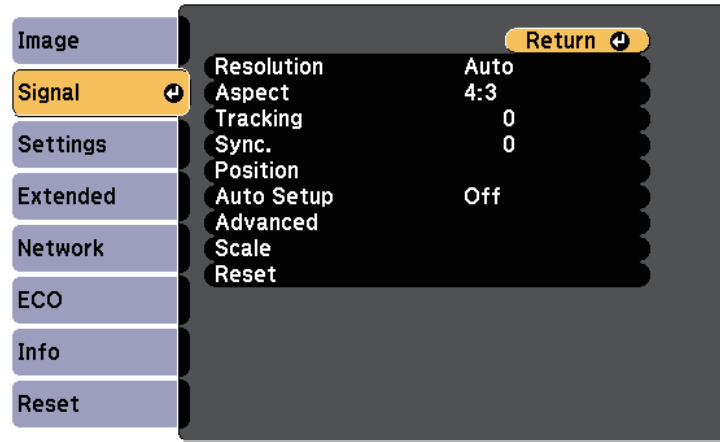 Image
Signal
Settings
Extended
Network
ECO
Info
Reset
Return
Resolution Auto
Aspect 4:3
Tracking 0
Sync. 0
Position
Auto Setup Off
Advanced
Scale
Reset